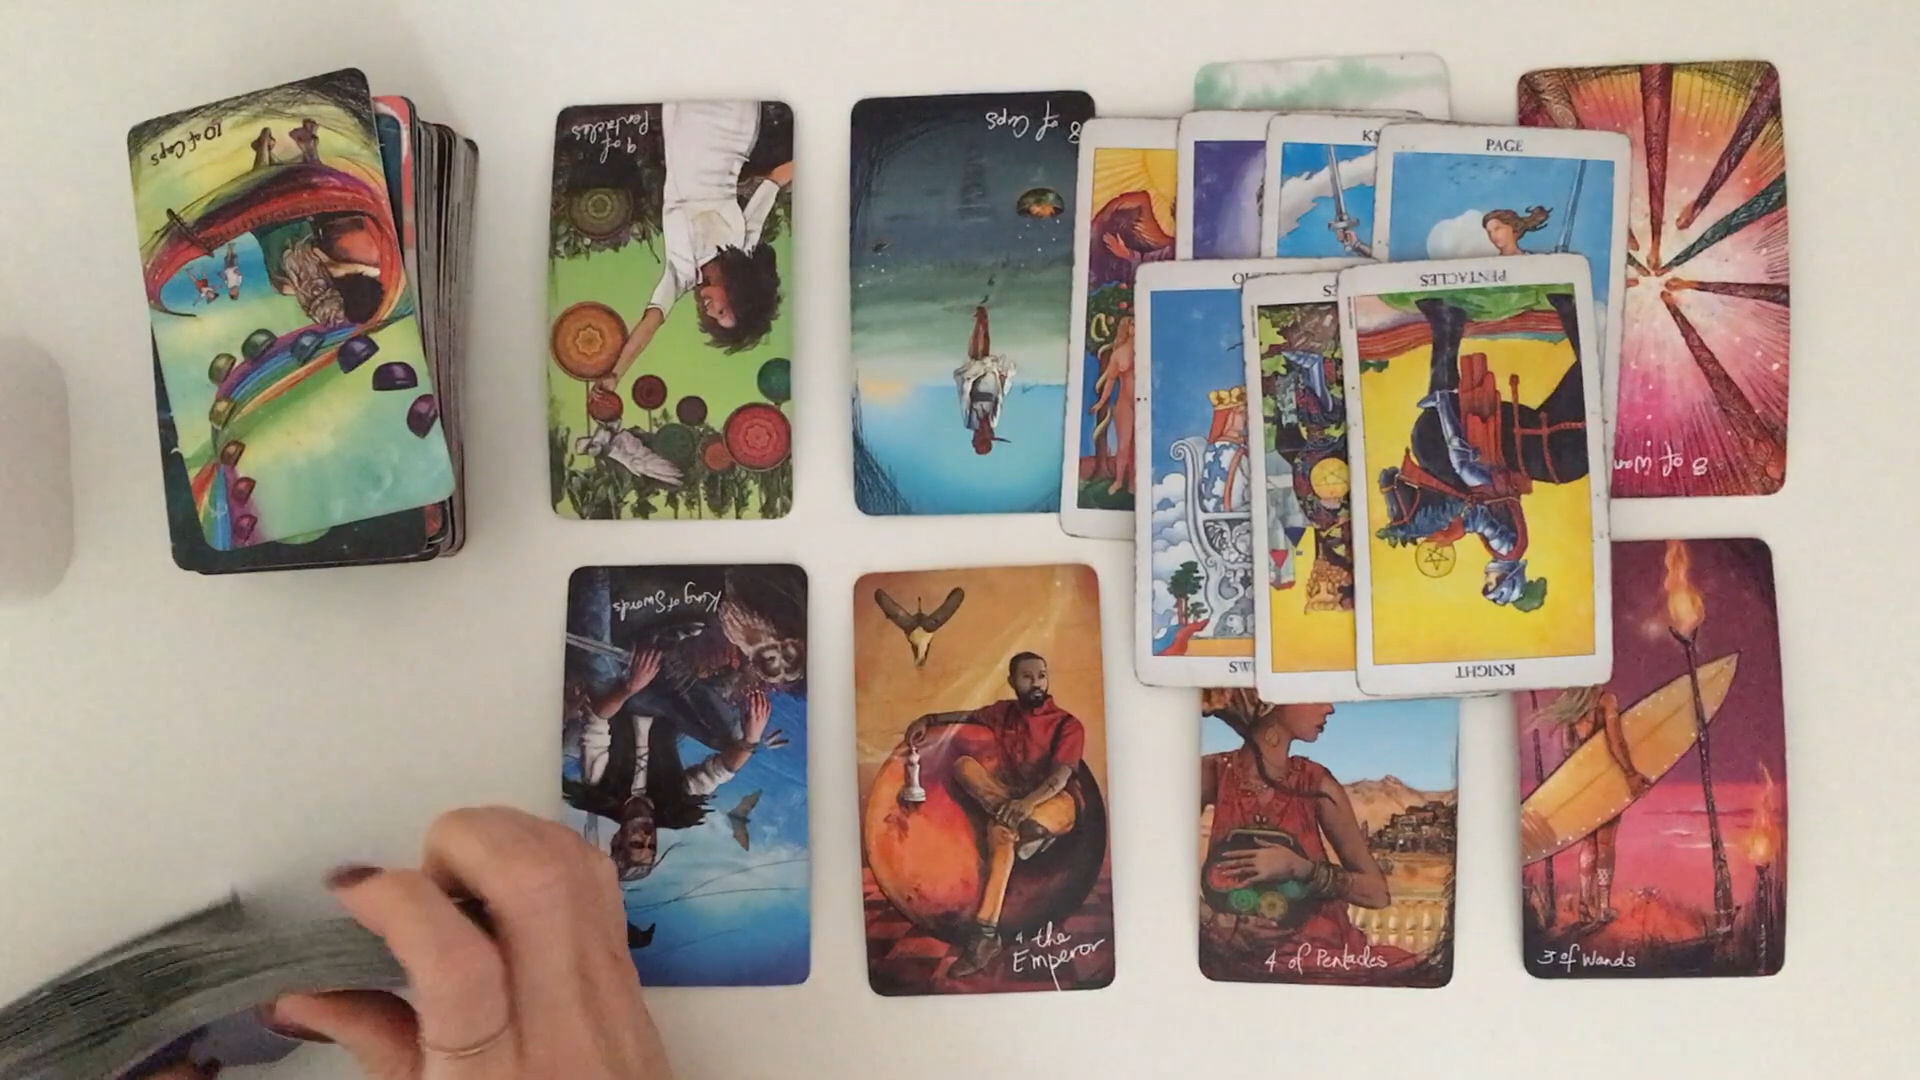 10 of Cups
9 of
Pentacles
8 of Cups
PAGE
PENTACLES
KNIGHT
8 of Wan
King of Swords
4 the
Emperor
4 of Pentacles
3 of Wands